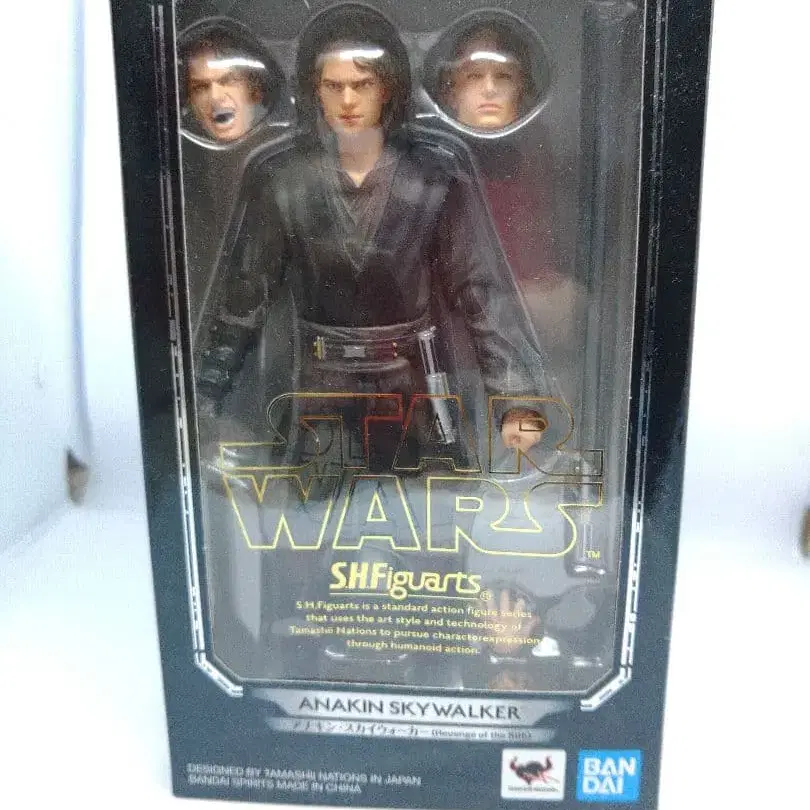 STAR
WARS
TM
S.H.Figuarts®
S.H.Figuarts is a standard action figure series
that uses the art style and technology of
Tamashii Nations to pursue characterexpression
through humanoid action.
ANAKIN SKYWALKER
アナキン・スカイウォーカー (Revenge of the Sith)
DESIGNED BY TAMASHII NATIONS IN JAPAN
BANDAI SPIRITS MADE IN CHINA
BAN
DAI